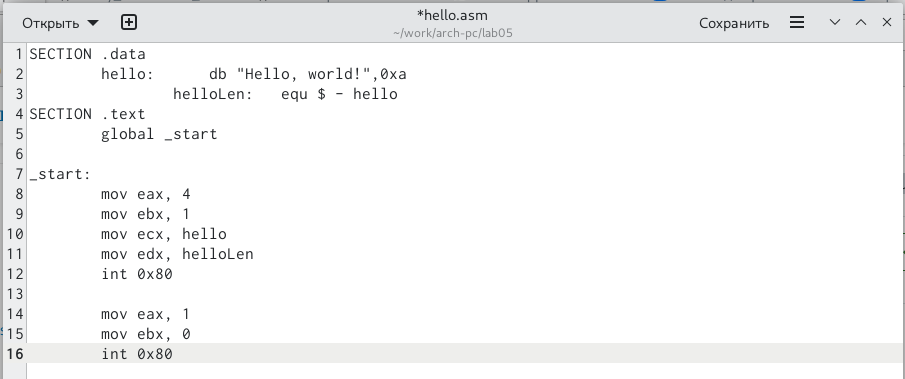 Открыть
*hello.asm
~/work/arch-pc/lab05
Сохранить
1 SECTION .data
2         hello:      db "Hello, world!",0xa
3                 helloLen:   equ $ - hello
4 SECTION .text
5         global _start
6
7 _start:
8         mov eax, 4
9         mov ebx, 1
10         mov ecx, hello
11         mov edx, helloLen
12         int 0x80
13
14         mov eax, 1
15         mov ebx, 0
16         int 0x80